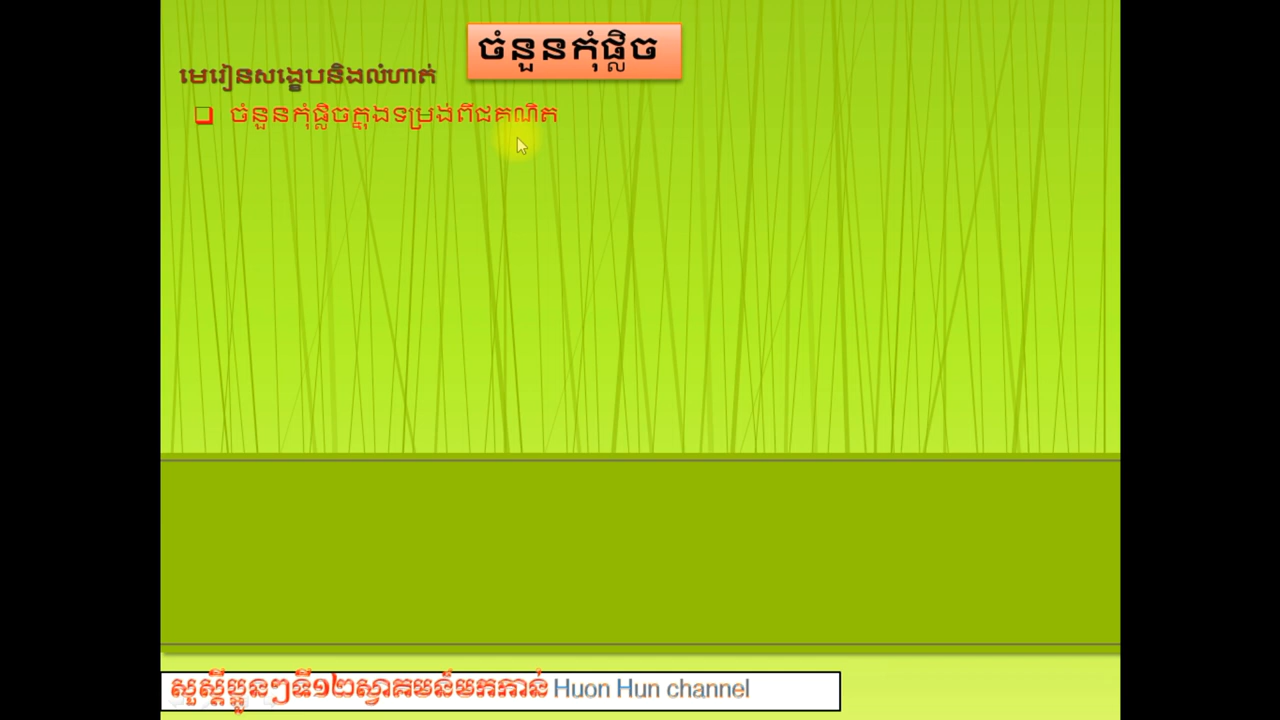 ចំនួនកុំផ្លិច
មេរៀនសង្ខេបនិងលំហាត់
ចំនួនកុំផ្លិចក្នុងទម្រង់ពីជគណិត
សួស្តីប្អូនៗទី១២ស្វាគមន៍មកកាន់ Huon Hun channel